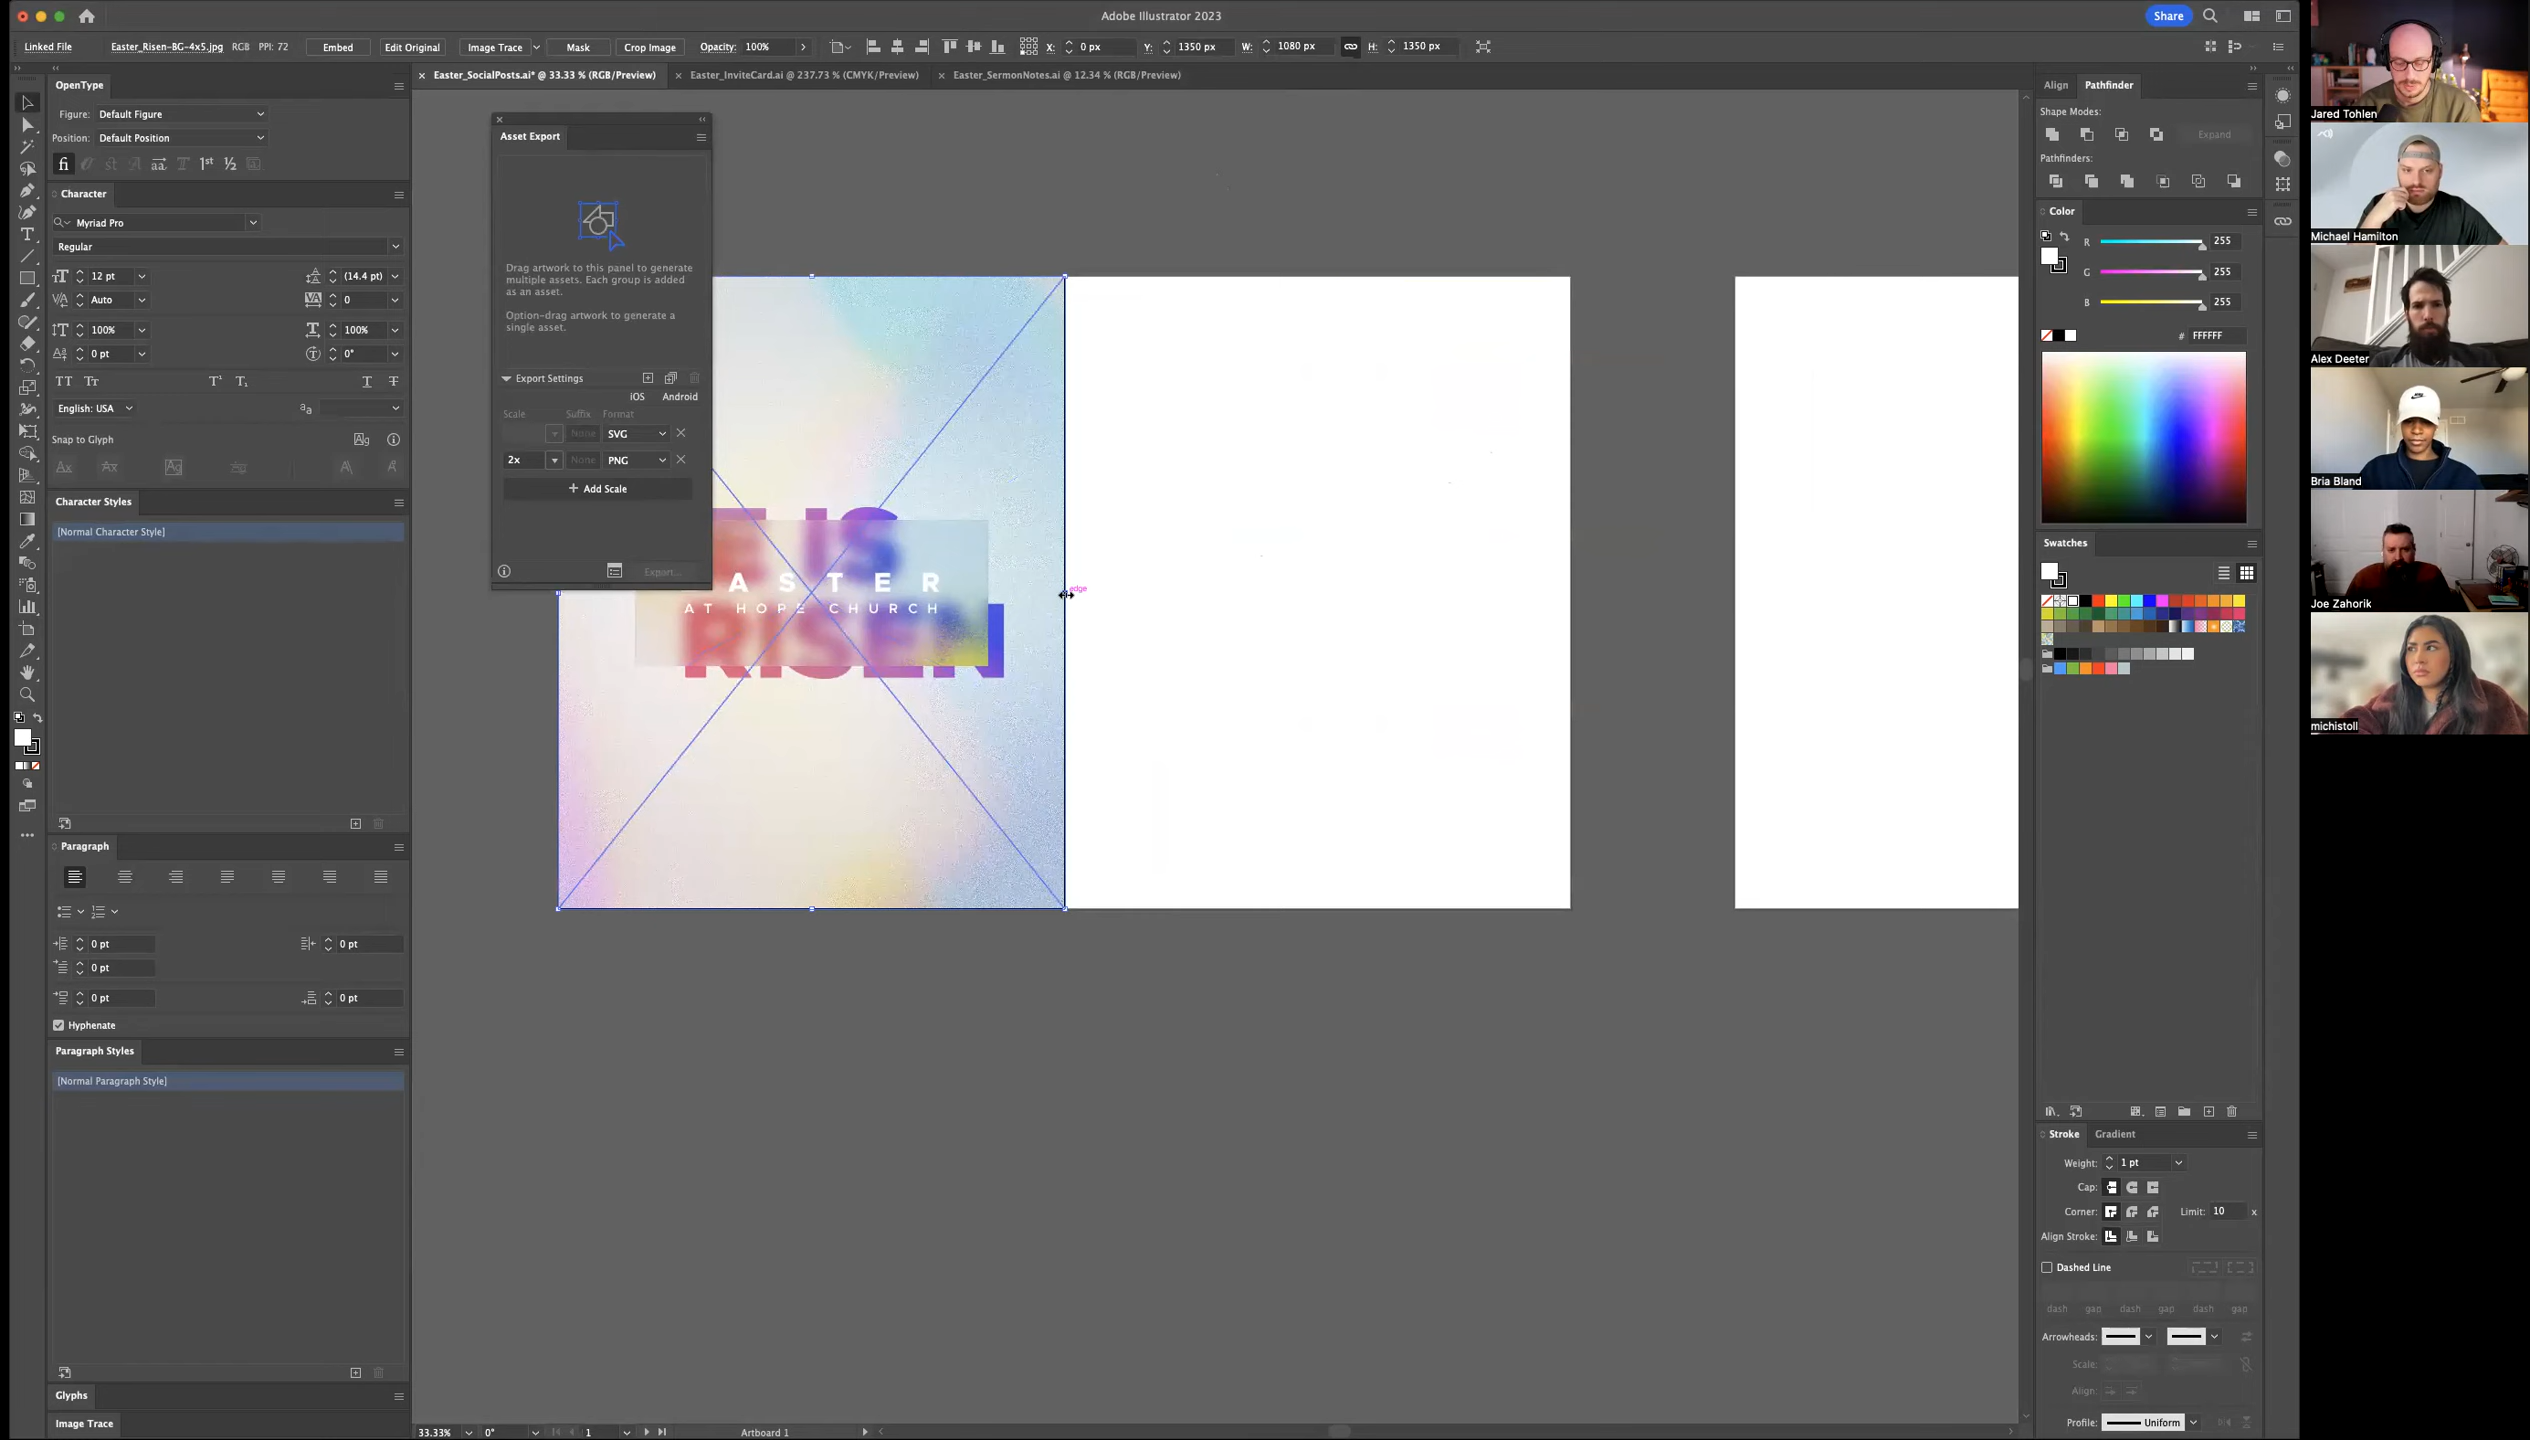 Adobe Illustrator 2023
Share
Linked File
Easter_Risen-BG-4x5.jpg
RGB
PPI: 72
Embed
Edit Original
Image Trace
Mask
Crop Image
Opacity:
100%
X:
0 px
Y:
1350 px
W:
1080 px
H:
1350 px
OpenType
Easter_SocialPosts.ai* @ 33.33 % (RGB/Preview)
Easter_InviteCard.ai @ 237.73 % (CMYK/Preview)
Easter_SermonNotes.ai @ 12.34 % (RGB/Preview)
Figure:
Default Figure
Position:
Default Position
Character
Myriad Pro
Regular
12 pt
(14.4 pt)
Auto
0
100%
100%
0 pt
0°
English: USA
Snap to Glyph
Character Styles
[Normal Character Style]
Paragraph
0 pt
0 pt
0 pt
0 pt
0 pt
Hyphenate
Paragraph Styles
[Normal Paragraph Style]
Glyphs
Image Trace
Asset Export
Drag artwork to this panel to generate
multiple assets. Each group is added
as an asset.
Option-drag artwork to generate a
single asset.
Export Settings
iOS
Android
Scale
Suffix
Format
None
SVG
2x
None
PNG
+ Add Scale
Export...
E IS
ASTER
AT HOPE CHURCH
RISEN
edge
33.33%
0°
1
Artboard 1
Align
Pathfinder
Shape Modes:
Expand
Pathfinders:
Color
R
255
G
255
B
255
#
FFFFFF
Swatches
Stroke
Gradient
Weight:
1 pt
Cap:
Corner:
Limit:
10
x
Align Stroke:
Dashed Line
dash
gap
dash
gap
dash
gap
Arrowheads:
Scale:
Align:
Profile:
Uniform
Jared Tohlen
Michael Hamilton
Alex Deeter
Bria Bland
Joe Zahorik
michistoll